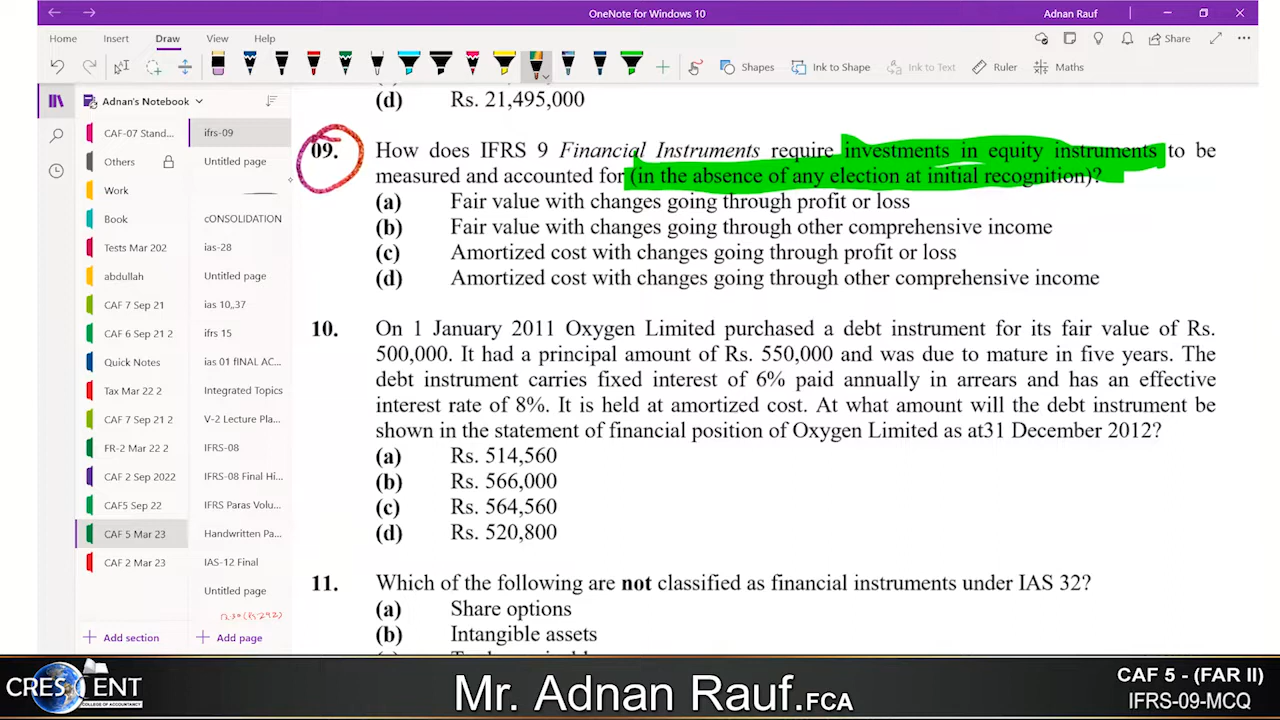 OneNote for Windows 10
Adnan Rauf
Home Insert Draw View Help
Share
Shapes Ink to Shape Ink to Text Ruler Maths
Adnan's Notebook
CAF-07 Stand...
Others
Work
Book
Tests Mar 202
abdullah
CAF 7 Sep 21
CAF 6 Sep 21 2
Quick Notes
Tax Mar 22 2
CAF 7 Sep 21 2
FR-2 Mar 22 2
CAF 2 Sep 2022
CAF5 Sep 22
CAF 5 Mar 23
CAF 2 Mar 23
Add section
ifrs-09
Untitled page
cONSOLIDATION
ias-28
Untitled page
ias 10,,37
ifrs 15
ias 01 fINAL AC...
Integrated Topics
V-2 Lecture Pla...
IFRS-08
IFRS-08 Final Hi...
IFRS Paras Volu...
Handwritten Pa...
IAS-12 Final
Untitled page
Add page
(d) Rs. 21,495,000
09. How does IFRS 9 Financial Instruments require investments in equity instruments to be
measured and accounted for (in the absence of any election at initial recognition)?
(a) Fair value with changes going through profit or loss
(b) Fair value with changes going through other comprehensive income
(c) Amortized cost with changes going through profit or loss
(d) Amortized cost with changes going through other comprehensive income
10. On 1 January 2011 Oxygen Limited purchased a debt instrument for its fair value of Rs.
500,000. It had a principal amount of Rs. 550,000 and was due to mature in five years. The
debt instrument carries fixed interest of 6% paid annually in arrears and has an effective
interest rate of 8%. It is held at amortized cost. At what amount will the debt instrument be
shown in the statement of financial position of Oxygen Limited as at31 December 2012?
(a) Rs. 514,560
(b) Rs. 566,000
(c) Rs. 564,560
(d) Rs. 520,800
11. Which of the following are not classified as financial instruments under IAS 32?
(a) Share options
(b) Intangible assets
CRESCENT
COLLEGE OF ACCOUNTANCY
Mr. Adnan Rauf.FCA
CAF 5 - (FAR II)
IFRS-09-MCQ